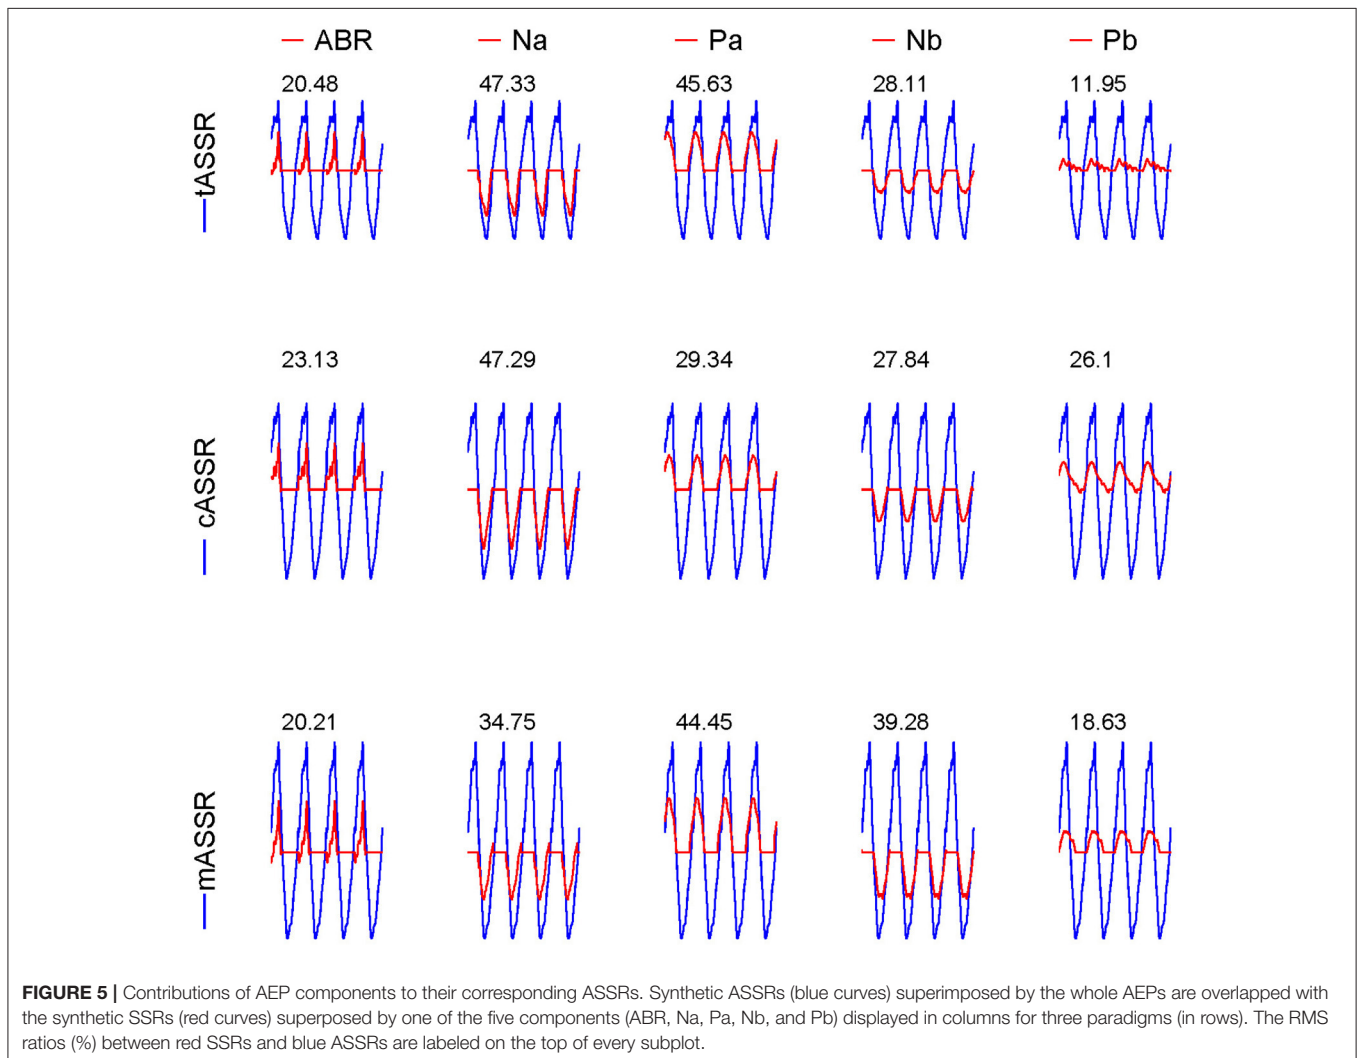 ABR Na Pa Nb Pb
20.48 47.33 45.63 28.11 11.95
tASSR
23.13 47.29 29.34 27.84 26.1
cASSR
20.21 34.75 44.45 39.28 18.63
mASSR
FIGURE 5 | Contributions of AEP components to their corresponding ASSRs. Synthetic ASSRs (blue curves) superimposed by the whole AEPs are overlapped with
the synthetic SSRs (red curves) superposed by one of the five components (ABR, Na, Pa, Nb, and Pb) displayed in columns for three paradigms (in rows). The RMS
ratios (%) between red SSRs and blue ASSRs are labeled on the top of every subplot.